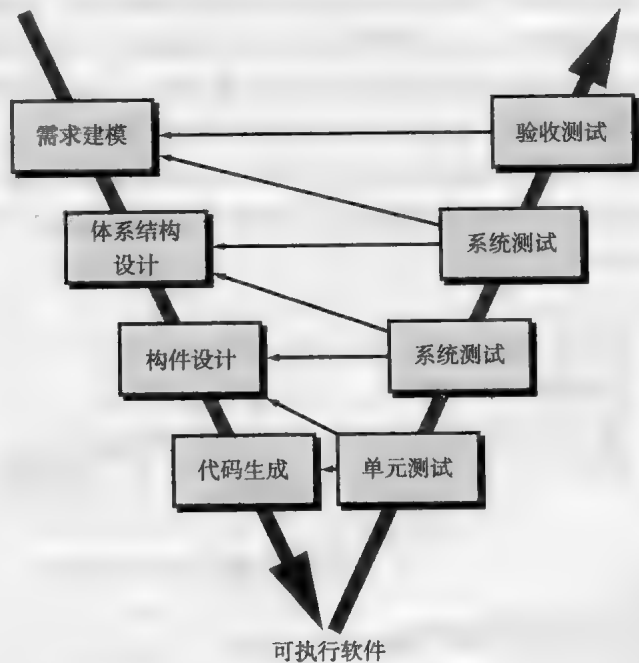 需求建模
验收测试
体系结构
设计
系统测试
构件设计
系统测试
代码生成
单元测试
可执行软件